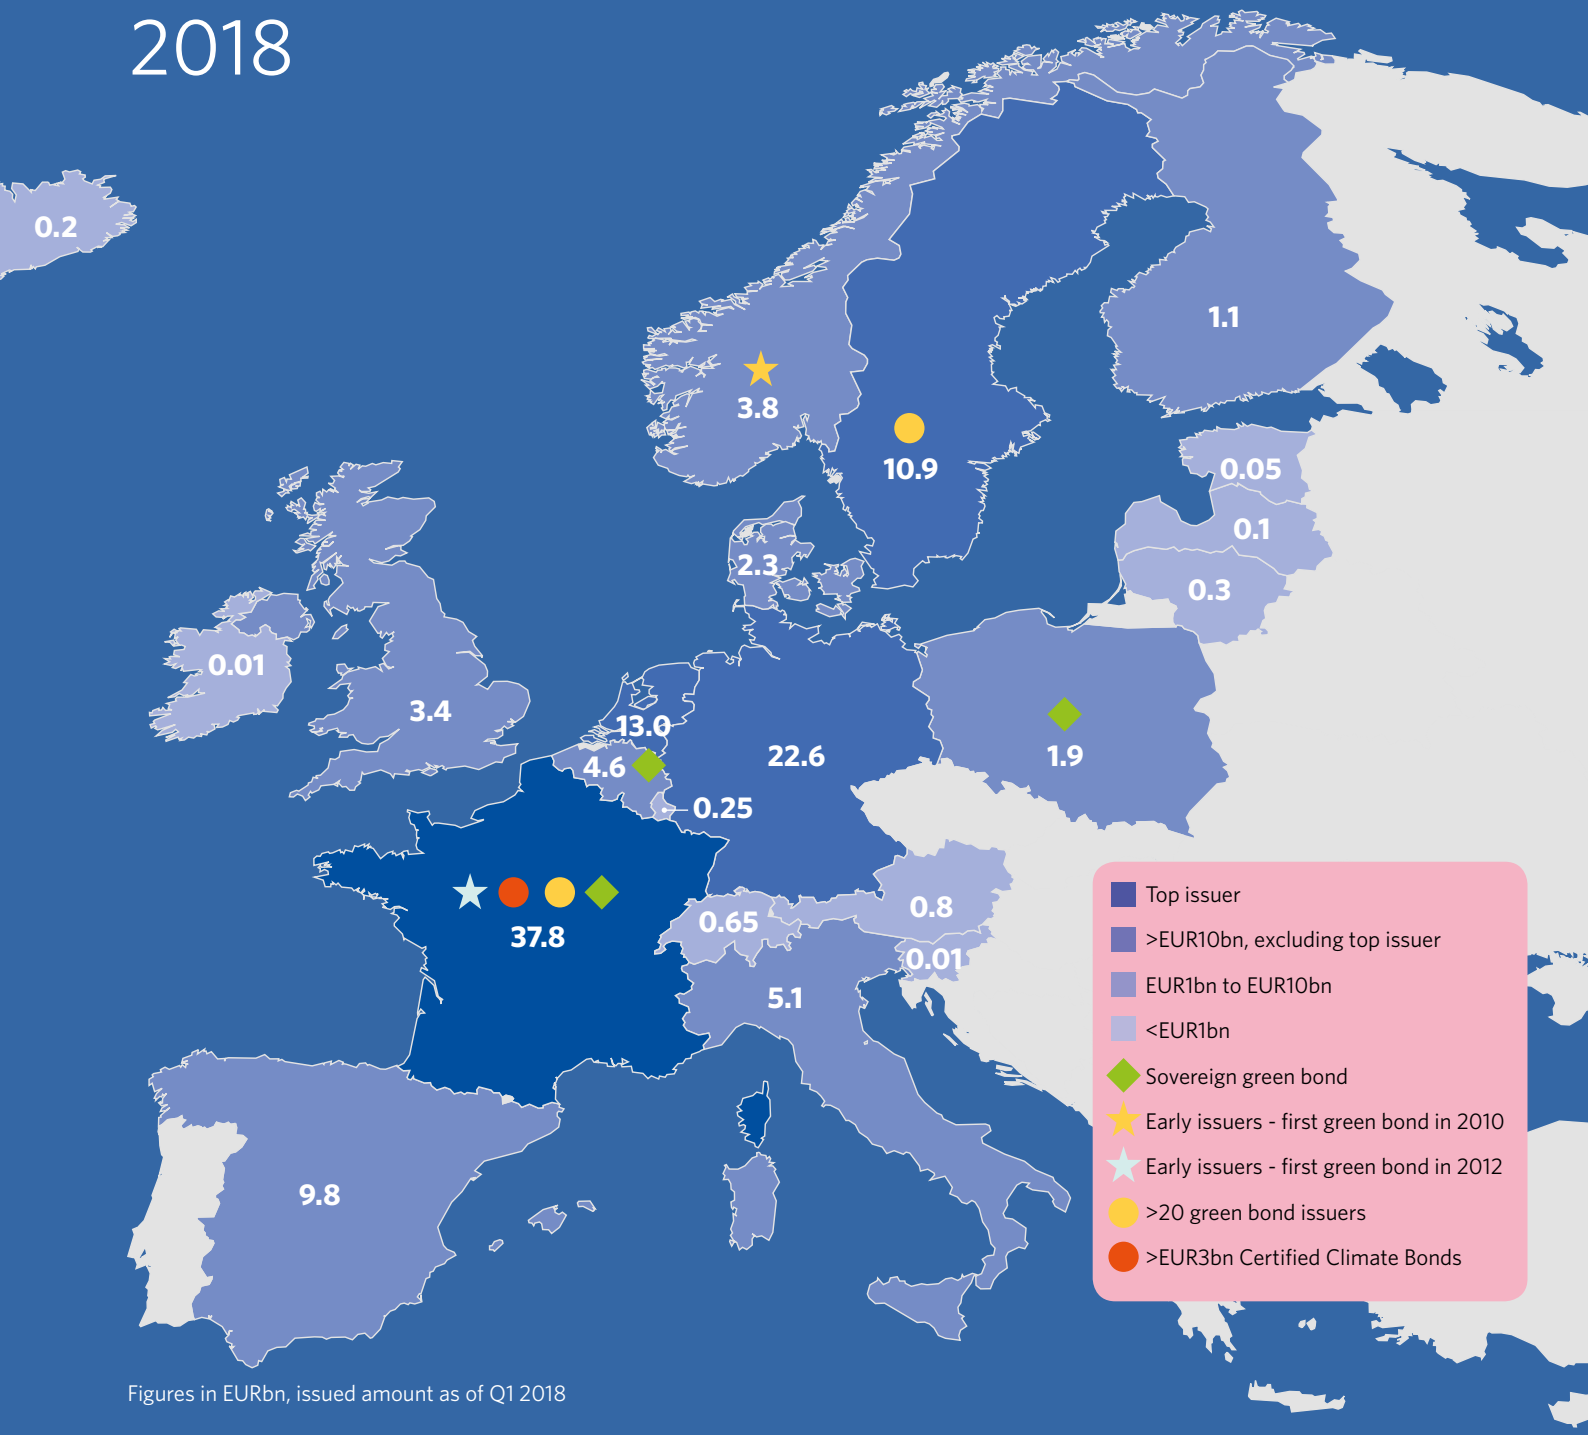 2018
0.2
1.1
3.8
10.9
0.05
0.1
2.3
0.3
0.01
3.4
13.0
22.6
4.6
1.9
0.25
37.8
0.65
0.8
0.01
5.1
9.8
Top issuer
>EUR10bn, excluding top issuer
EUR1bn to EUR10bn
<EUR1bn
Sovereign green bond
Early issuers - first green bond in 2010
Early issuers - first green bond in 2012
>20 green bond issuers
>EUR3bn Certified Climate Bonds
Figures in EURbn, issued amount as of Q1 2018